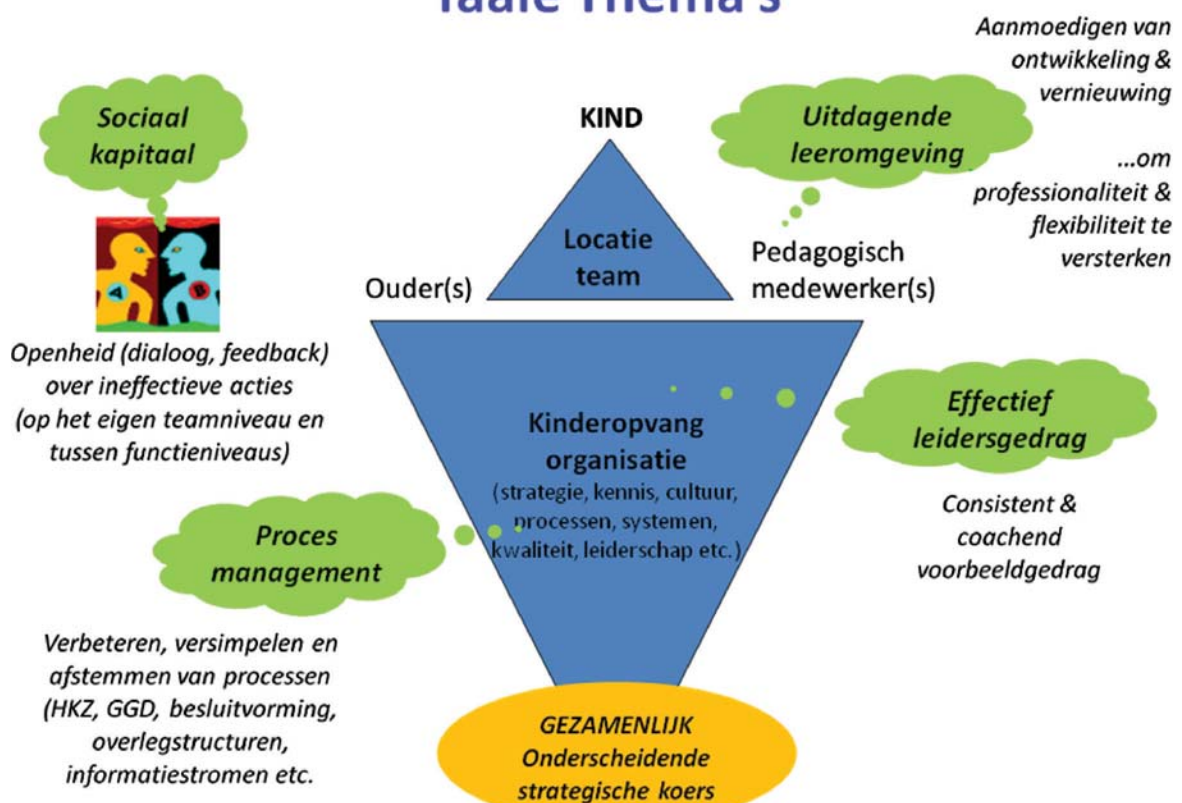 Thema's
Aanmoedigen van
ontwikkeling &
vernieuwing
...om
professionaliteit &
flexibiliteit te
versterken
Sociaal
kapitaal
KIND
Uitdagende
leeromgeving
Locatie
team
Ouder(s)
Pedagogisch
medewerker(s)
A
B
Openheid (dialoog, feedback)
over ineffectieve acties
(op het eigen teamniveau en
tussen functieniveaus)
Kinderopvang
organisatie
(strategie, kennis, cultuur,
processen, systemen,
kwaliteit, leiderschap etc.)
Effectief
leidersgedrag
Consistent &
coachend
voorbeeldgedrag
Proces
management
Verbeteren, versimpelen en
afstemmen van processen
(HKZ, GGD, besluitvorming,
overlegstructuren,
informatiestromen etc.
GEZAMENLIJK
Onderscheidende
strategische koers